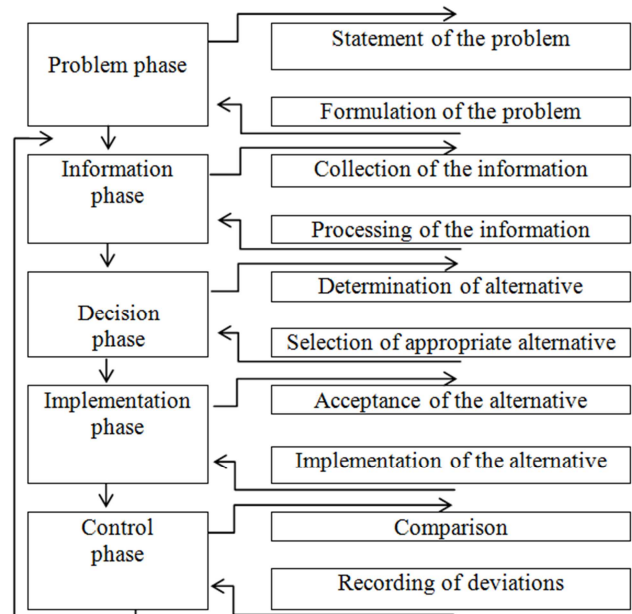 Problem phase
Statement of the problem
Formulation of the problem
Information
phase
Collection of the information
Processing of the information
Decision
phase
Determination of alternative
Selection of appropriate alternative
Implementation
phase
Acceptance of the alternative
Implementation of the alternative
Control
phase
Comparison
Recording of deviations